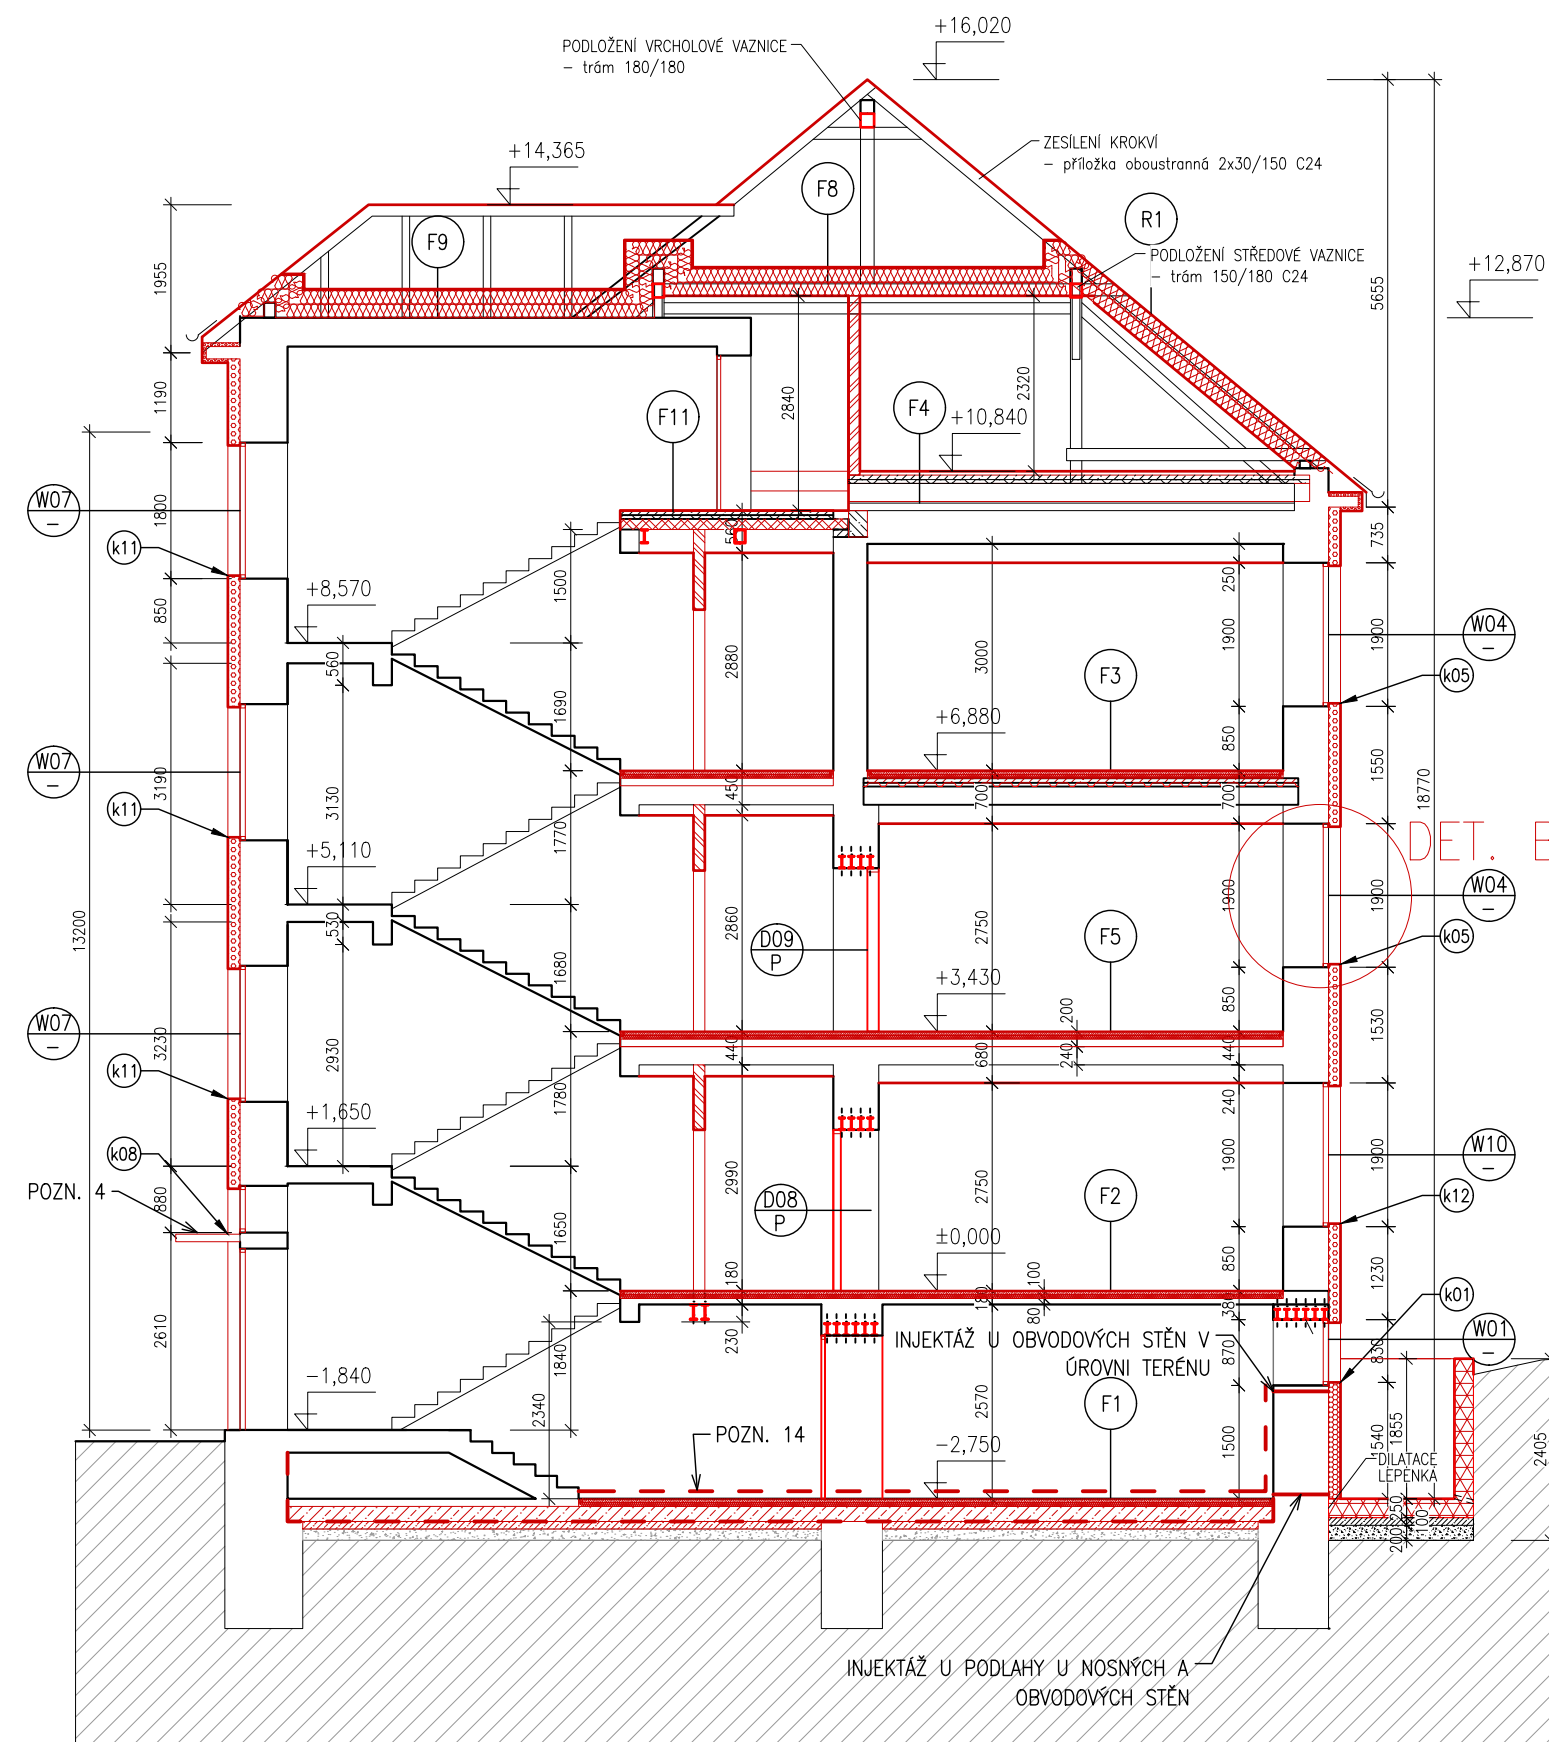 +16,020
PODLOŽENÍ VRCHOLOVÉ VAZNICE
– trám 180/180
+14,365
ZESÍLENÍ KROKVÍ
– příložka oboustranná 2x30/150 C24
F8
R1
F9
PODLOŽENÍ STŘEDOVÉ VAZNICE
– trám 150/180 C24
+12,870
1955
5655
1190
2840
2320
F11
F4
+10,840
W07
–
1800
k11
560
735
250
1500
850
+8,570
1900
1900
W04
–
560
2880
3000
F3
k05
1690
+6,880
850
1550
W07
–
3190
3130
450
700
700
18770
k11
1770
DET. E
+5,110
1900
1900
W04
–
13200
530
2860
2750
D09
P
F5
k05
1680
+3,430
850
1530
W07
–
3230
2930
200
440
680
240
440
k11
1780
240
+1,650
1900
1900
W10
–
k08
POZN. 4
880
2990
2750
D08
P
F2
k12
1650
±0,000
850
1230
180
100
180
80
380
k01
2610
230
INJEKTÁŽ U OBVODOVÝCH STĚN V
ÚROVNI TERÉNU
870
830
W01
–
1840
-1,840
2340
2570
F1
POZN. 14
-2,750
1500
1540
1855
2405
DILATACE
LEPENKA
250
200
100
INJEKTÁŽ U PODLAHY U NOSNÝCH A
OBVODOVÝCH STĚN